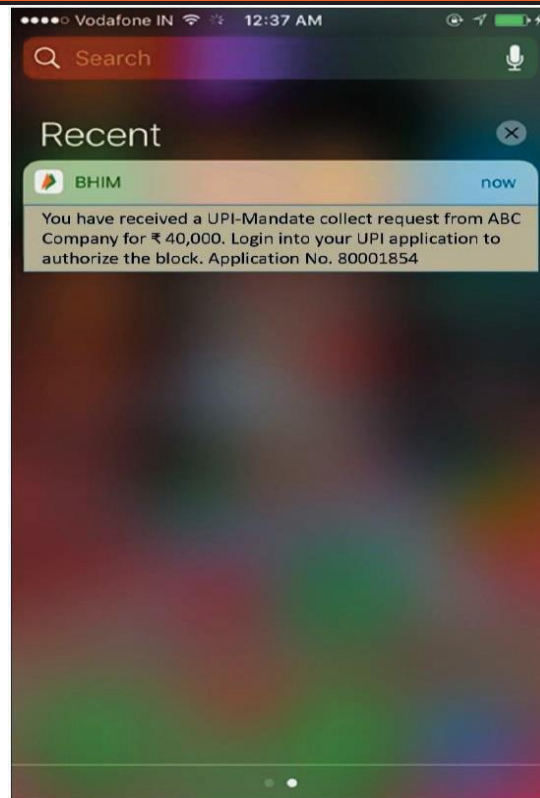 Vodafone IN 12:37 AM
Search
Recent
BHIM now
You have received a UPI-Mandate collect request from ABC
Company for ₹ 40,000. Login into your UPI application to
authorize the block. Application No. 80001854